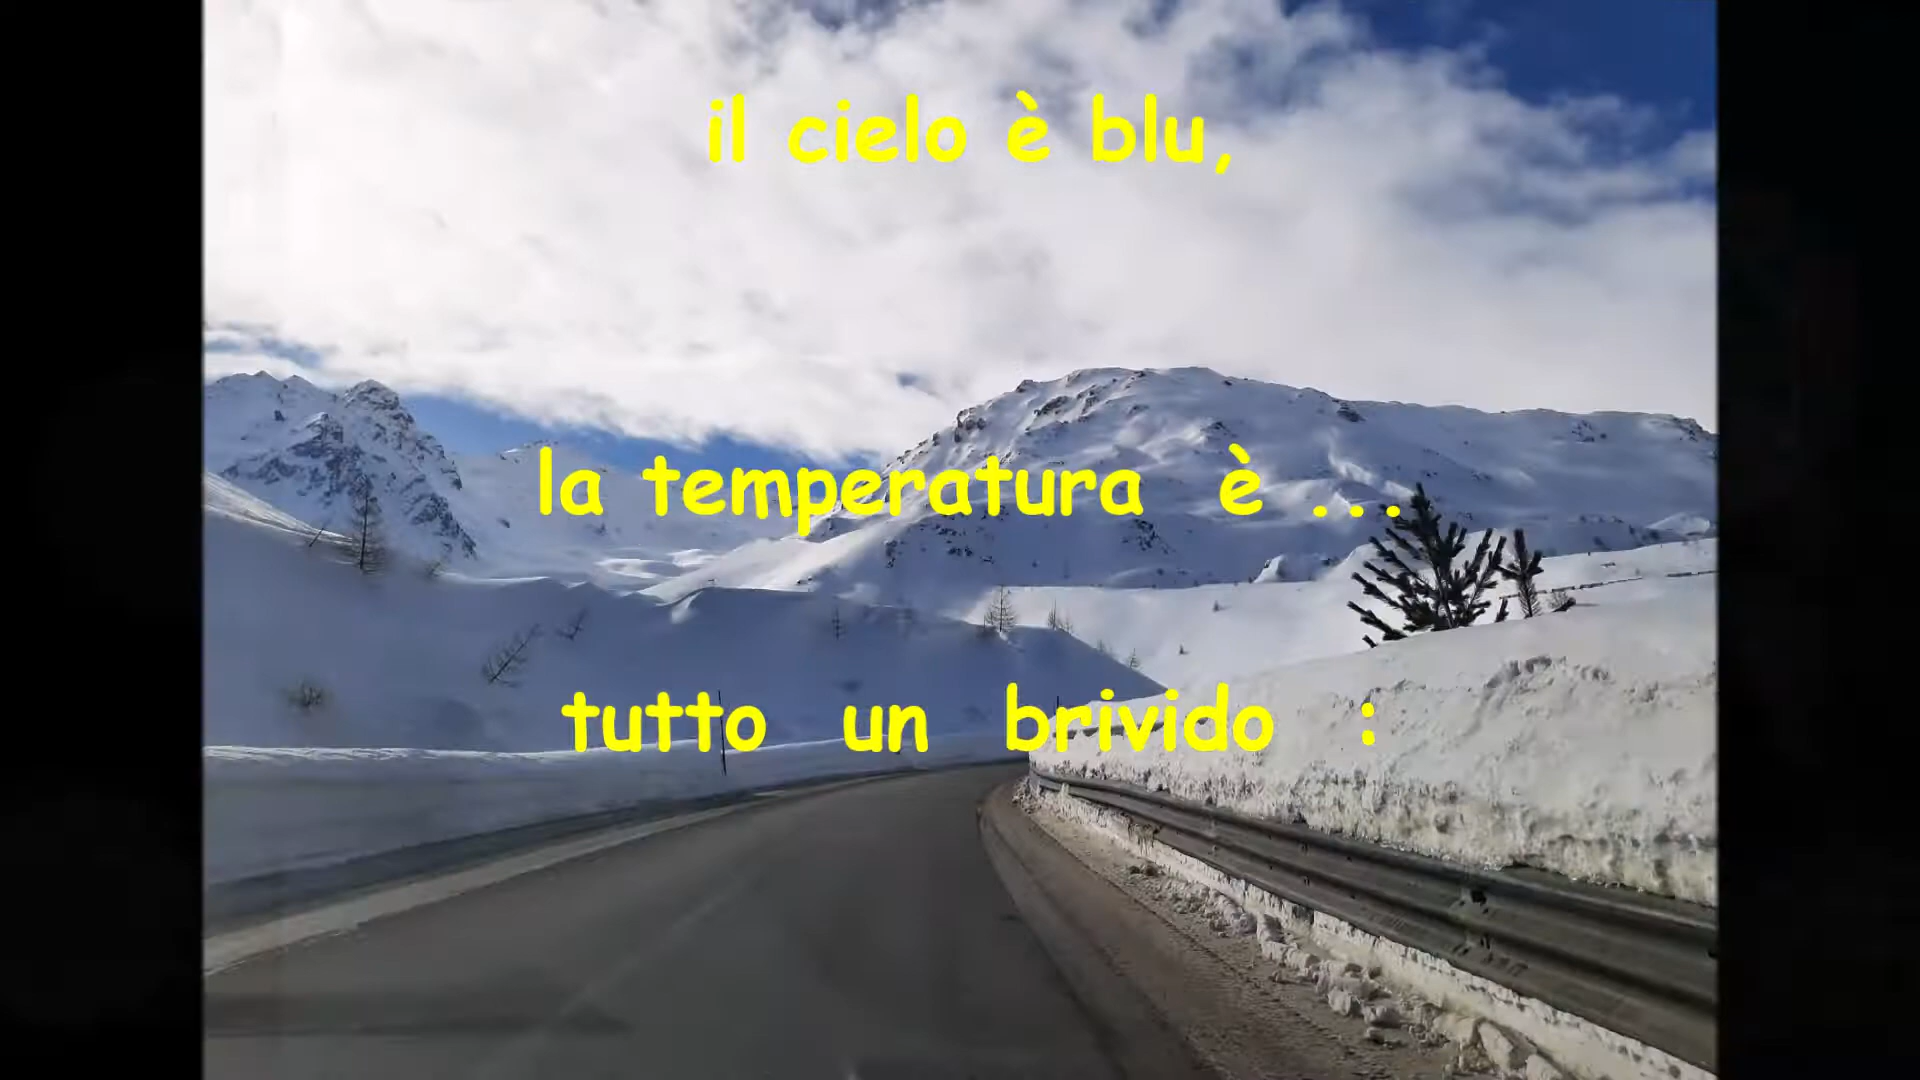 il cielo è blu,
la temperatura è ...
tutto un brivido :